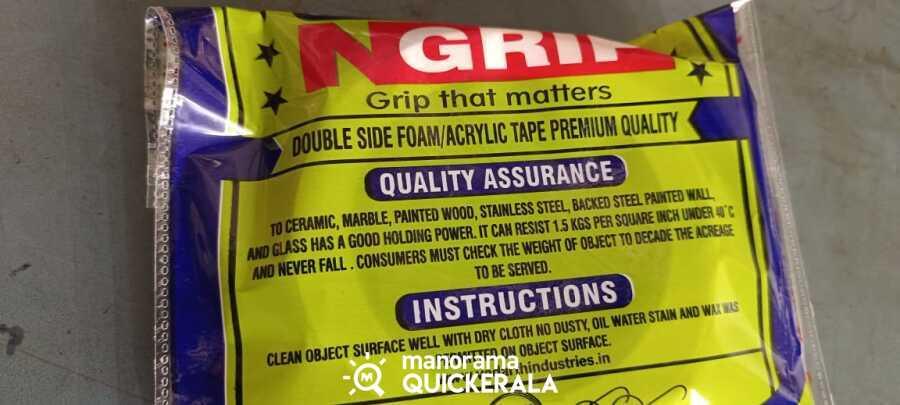 NGRIP
Grip that matters
DOUBLE SIDE FOAM/ACRYLIC TAPE PREMIUM QUALITY
QUALITY ASSURANCE
TO CERAMIC, MARBLE, PAINTED WOOD, STAINLESS STEEL, BACKED STEEL PAINTED WALL,
AND GLASS HAS A GOOD HOLDING POWER. IT CAN RESIST 1.5 KGS PER SQUARE INCH UNDER 40°C
AND NEVER FALL . CONSUMERS MUST CHECK THE WEIGHT OF OBJECT TO DECADE THE ACREAGE
TO BE SERVED.
INSTRUCTIONS
CLEAN OBJECT SURFACE WELL WITH DRY CLOTH NO DUSTY, OIL WATER STAIN AND WAX WAS
ON OBJECT SURFACE.
manorama
QUICKERALA